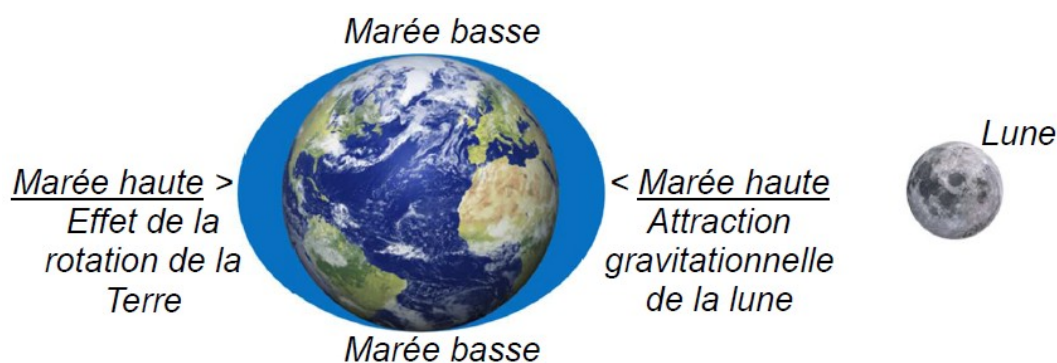 Marée basse
Lune
Marée haute >
Effet de la
rotation de la
Terre
< Marée haute
Attraction
gravitationnelle
de la lune
Marée basse